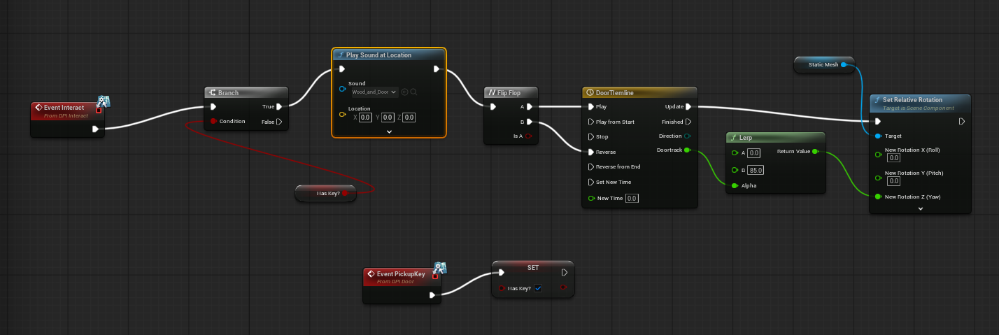 Event Interact
From BPI Interact
Branch
True
Condition
False
Has Key?
Play Sound at Location
Sound
Wood_and_Door
Location
X 0.0 Y 0.0 Z 0.0
Flip Flop
A
B
Is A
DoorTIemline
Play
Update
Play from Start
Finished
Stop
Direction
Reverse
Doortrack
Reverse from End
Set New Time
New Time 0.0
Lerp
A 0.0
Return Value
B 85.0
Alpha
Static Mesh
Set Relative Rotation
Target is Scene Component
Target
New Rotation X (Roll)
0.0
New Rotation Y (Pitch)
0.0
New Rotation Z (Yaw)
Event PickupKey
From BPI Door
SET
Has Key?